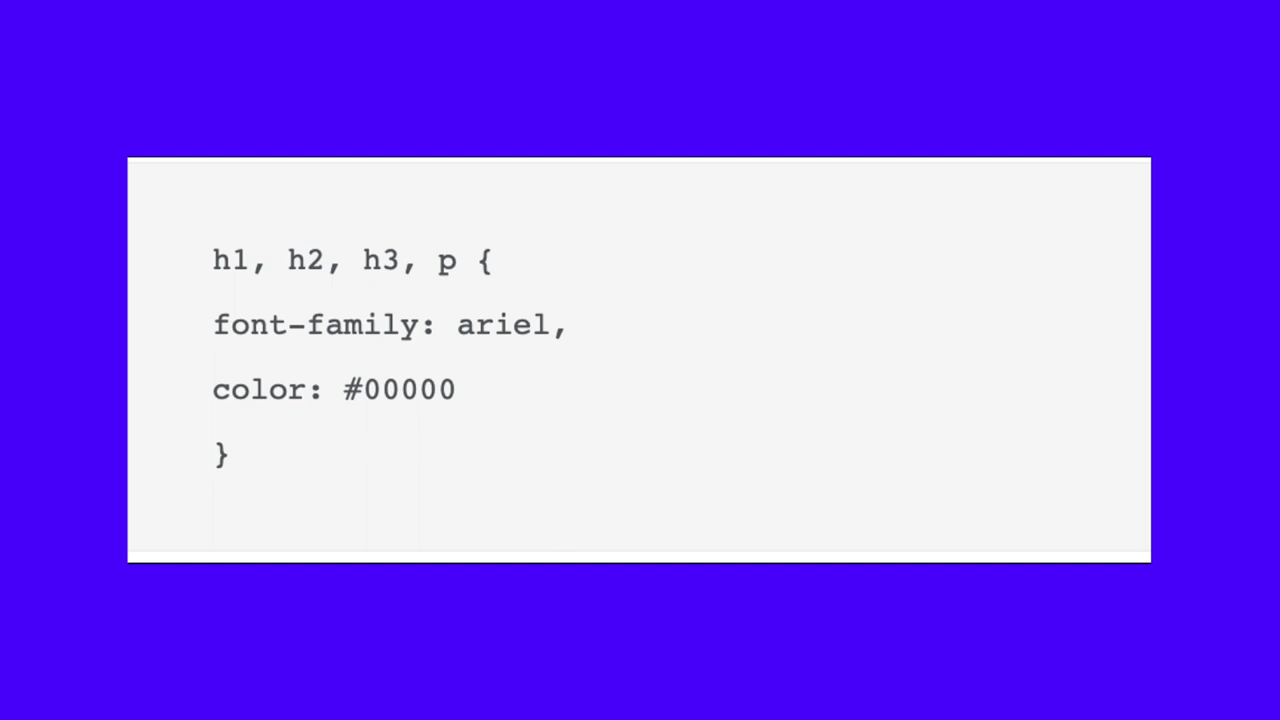 h1, h2, h3, p {
font-family: ariel,
color: #00000
}